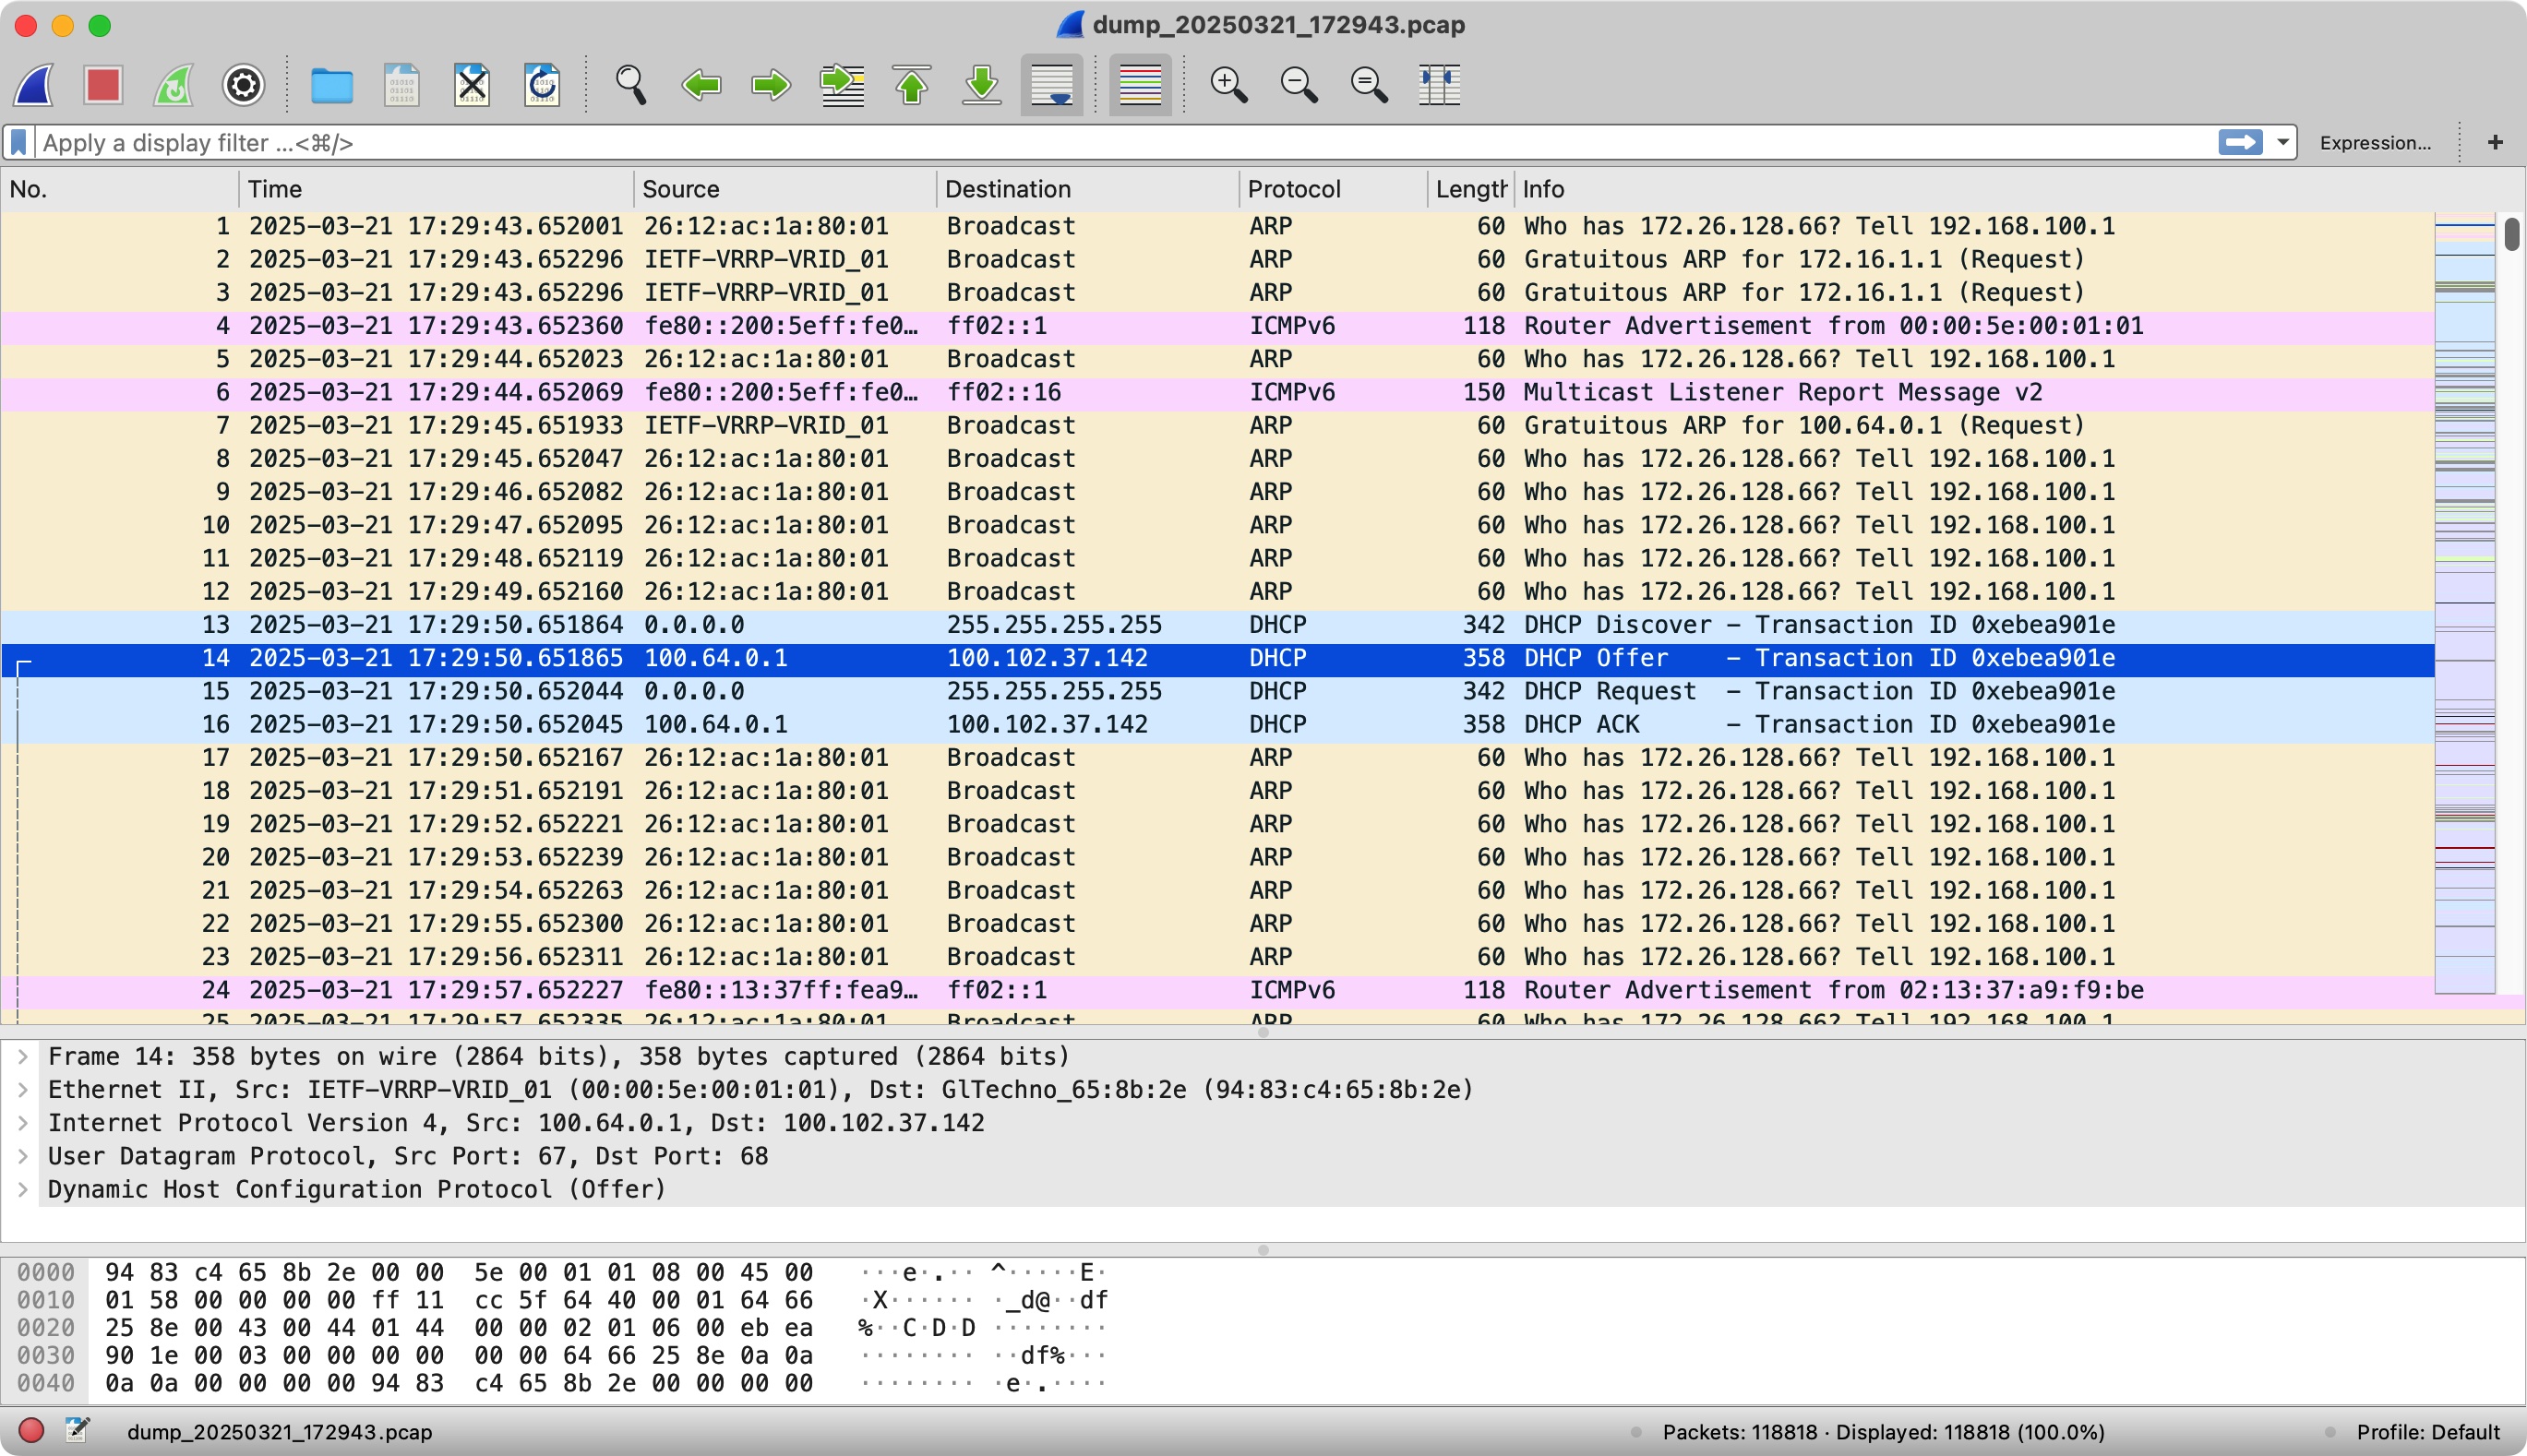 dump_20250321_172943.pcap
Apply a display filter ...<⌘/>
Expression...
+
No. Time Source Destination Protocol Length Info
1 2025-03-21 17:29:43.652001 26:12:ac:1a:80:01 Broadcast ARP 60 Who has 172.26.128.66? Tell 192.168.100.1
2 2025-03-21 17:29:43.652296 IETF-VRRP-VRID_01 Broadcast ARP 60 Gratuitous ARP for 172.16.1.1 (Request)
3 2025-03-21 17:29:43.652296 IETF-VRRP-VRID_01 Broadcast ARP 60 Gratuitous ARP for 172.16.1.1 (Request)
4 2025-03-21 17:29:43.652360 fe80::200:5eff:fe0… ff02::1 ICMPv6 118 Router Advertisement from 00:00:5e:00:01:01
5 2025-03-21 17:29:44.652023 26:12:ac:1a:80:01 Broadcast ARP 60 Who has 172.26.128.66? Tell 192.168.100.1
6 2025-03-21 17:29:44.652069 fe80::200:5eff:fe0… ff02::16 ICMPv6 150 Multicast Listener Report Message v2
7 2025-03-21 17:29:45.651933 IETF-VRRP-VRID_01 Broadcast ARP 60 Gratuitous ARP for 100.64.0.1 (Request)
8 2025-03-21 17:29:45.652047 26:12:ac:1a:80:01 Broadcast ARP 60 Who has 172.26.128.66? Tell 192.168.100.1
9 2025-03-21 17:29:46.652082 26:12:ac:1a:80:01 Broadcast ARP 60 Who has 172.26.128.66? Tell 192.168.100.1
10 2025-03-21 17:29:47.652095 26:12:ac:1a:80:01 Broadcast ARP 60 Who has 172.26.128.66? Tell 192.168.100.1
11 2025-03-21 17:29:48.652119 26:12:ac:1a:80:01 Broadcast ARP 60 Who has 172.26.128.66? Tell 192.168.100.1
12 2025-03-21 17:29:49.652160 26:12:ac:1a:80:01 Broadcast ARP 60 Who has 172.26.128.66? Tell 192.168.100.1
13 2025-03-21 17:29:50.651864 0.0.0.0 255.255.255.255 DHCP 342 DHCP Discover - Transaction ID 0xebea901e
14 2025-03-21 17:29:50.651865 100.64.0.1 100.102.37.142 DHCP 358 DHCP Offer - Transaction ID 0xebea901e
15 2025-03-21 17:29:50.652044 0.0.0.0 255.255.255.255 DHCP 342 DHCP Request - Transaction ID 0xebea901e
16 2025-03-21 17:29:50.652045 100.64.0.1 100.102.37.142 DHCP 358 DHCP ACK - Transaction ID 0xebea901e
17 2025-03-21 17:29:50.652167 26:12:ac:1a:80:01 Broadcast ARP 60 Who has 172.26.128.66? Tell 192.168.100.1
18 2025-03-21 17:29:51.652191 26:12:ac:1a:80:01 Broadcast ARP 60 Who has 172.26.128.66? Tell 192.168.100.1
19 2025-03-21 17:29:52.652221 26:12:ac:1a:80:01 Broadcast ARP 60 Who has 172.26.128.66? Tell 192.168.100.1
20 2025-03-21 17:29:53.652239 26:12:ac:1a:80:01 Broadcast ARP 60 Who has 172.26.128.66? Tell 192.168.100.1
21 2025-03-21 17:29:54.652263 26:12:ac:1a:80:01 Broadcast ARP 60 Who has 172.26.128.66? Tell 192.168.100.1
22 2025-03-21 17:29:55.652300 26:12:ac:1a:80:01 Broadcast ARP 60 Who has 172.26.128.66? Tell 192.168.100.1
23 2025-03-21 17:29:56.652311 26:12:ac:1a:80:01 Broadcast ARP 60 Who has 172.26.128.66? Tell 192.168.100.1
24 2025-03-21 17:29:57.652227 fe80::13:37ff:fea9… ff02::1 ICMPv6 118 Router Advertisement from 02:13:37:a9:f9:be
25 2025-03-21 17:29:57.652335 26:12:ac:1a:80:01 Broadcast ARP 60 Who has 172.26.128.66? Tell 192.168.100.1
Frame 14: 358 bytes on wire (2864 bits), 358 bytes captured (2864 bits)
Ethernet II, Src: IETF-VRRP-VRID_01 (00:00:5e:00:01:01), Dst: GlTechno_65:8b:2e (94:83:c4:65:8b:2e)
Internet Protocol Version 4, Src: 100.64.0.1, Dst: 100.102.37.142
User Datagram Protocol, Src Port: 67, Dst Port: 68
Dynamic Host Configuration Protocol (Offer)
0000 94 83 c4 65 8b 2e 00 00 5e 00 01 01 08 00 45 00 ···e·.·· ^·····E·
0010 01 58 00 00 00 00 ff 11 cc 5f 64 40 00 01 64 66 ·X······ ·_d@··df
0020 25 8e 00 43 00 44 01 44 00 00 02 01 06 00 eb ea %··C·D·D ········
0030 90 1e 00 03 00 00 00 00 00 00 64 66 25 8e 0a 0a ········ ··df%···
0040 0a 0a 00 00 00 00 94 83 c4 65 8b 2e 00 00 00 00 ········ ·e·.····
dump_20250321_172943.pcap
Packets: 118818 · Displayed: 118818 (100.0%)
Profile: Default